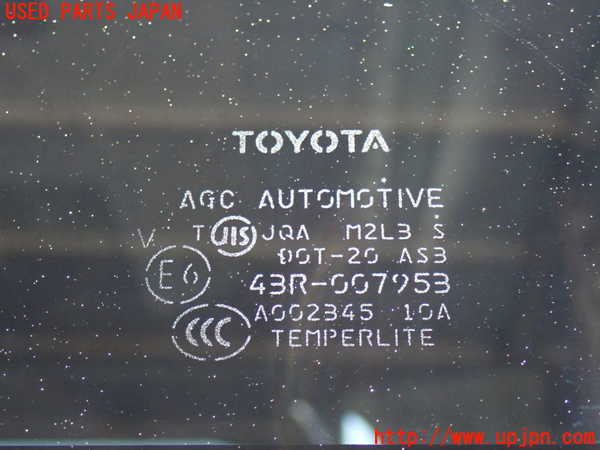 USED PARTS JAPAN
TOYOTA
AGC AUTOMOTIVE
T JIS JQA M2L3 S
V DOT-20 AS3
E6 43R-007953
CCC A002345 10A
TEMPERLITE
http://www.upjpn.com/